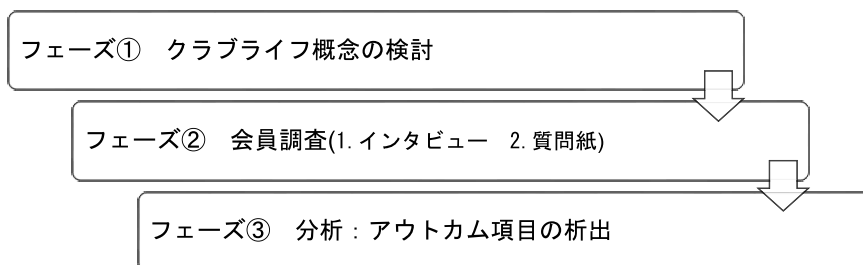 フェーズ①　クラブライフ概念の検討
フェーズ②　会員調査(1. インタビュー　2. 質問紙)
フェーズ③　分析：アウトカム項目の析出